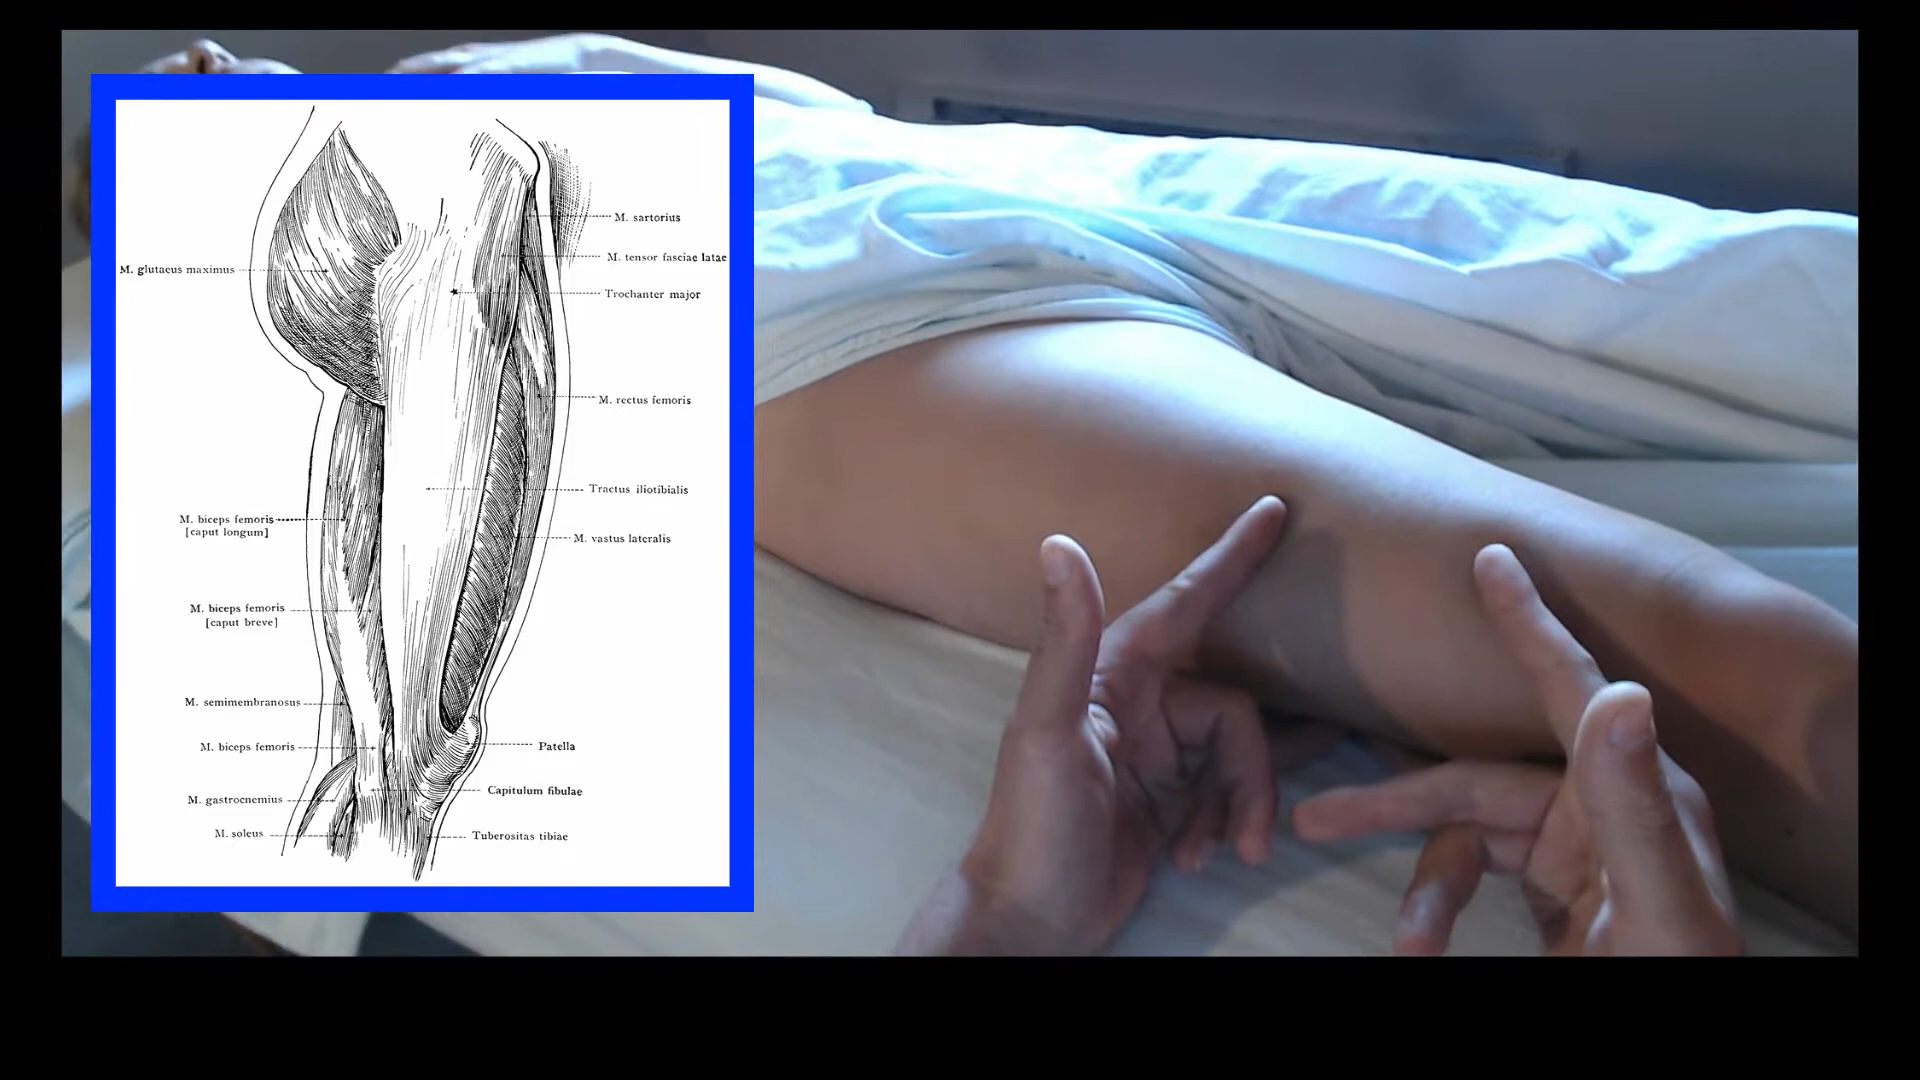 M. sartorius
M. tensor fasciae latae
M. glutaeus maximus
Trochanter major
M. rectus femoris
Tractus iliotibialis
M. biceps femoris
[caput longum]
M. vastus lateralis
M. biceps femoris
[caput breve]
M. semimembranosus
M. biceps femoris
Patella
Capitulum fibulae
M. gastrocnemius
M. soleus
Tuberositas tibiae